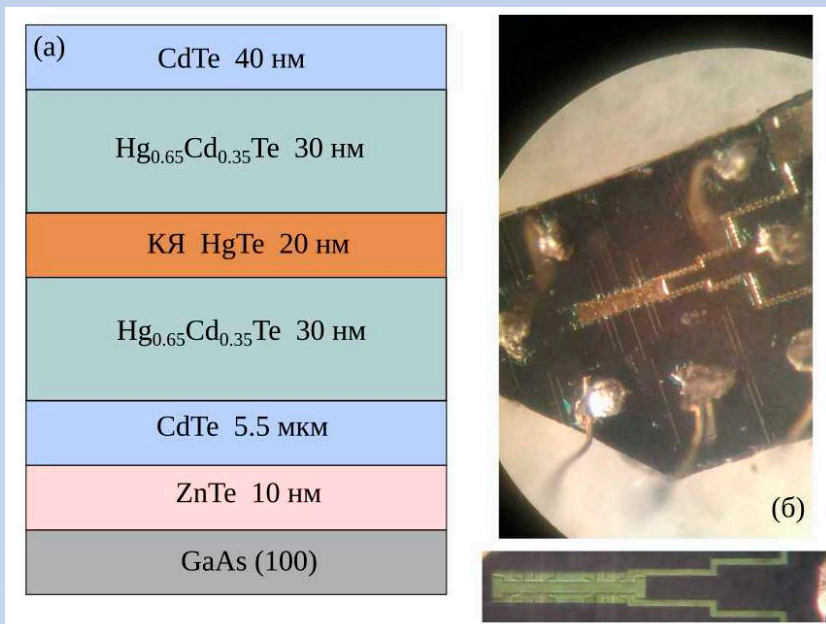 (а)
CdTe 40 нм
Hg0.65Cd0.35Te 30 нм
КЯ HgTe 20 нм
Hg0.65Cd0.35Te 30 нм
CdTe 5.5 мкм
ZnTe 10 нм
GaAs (100)
(б)